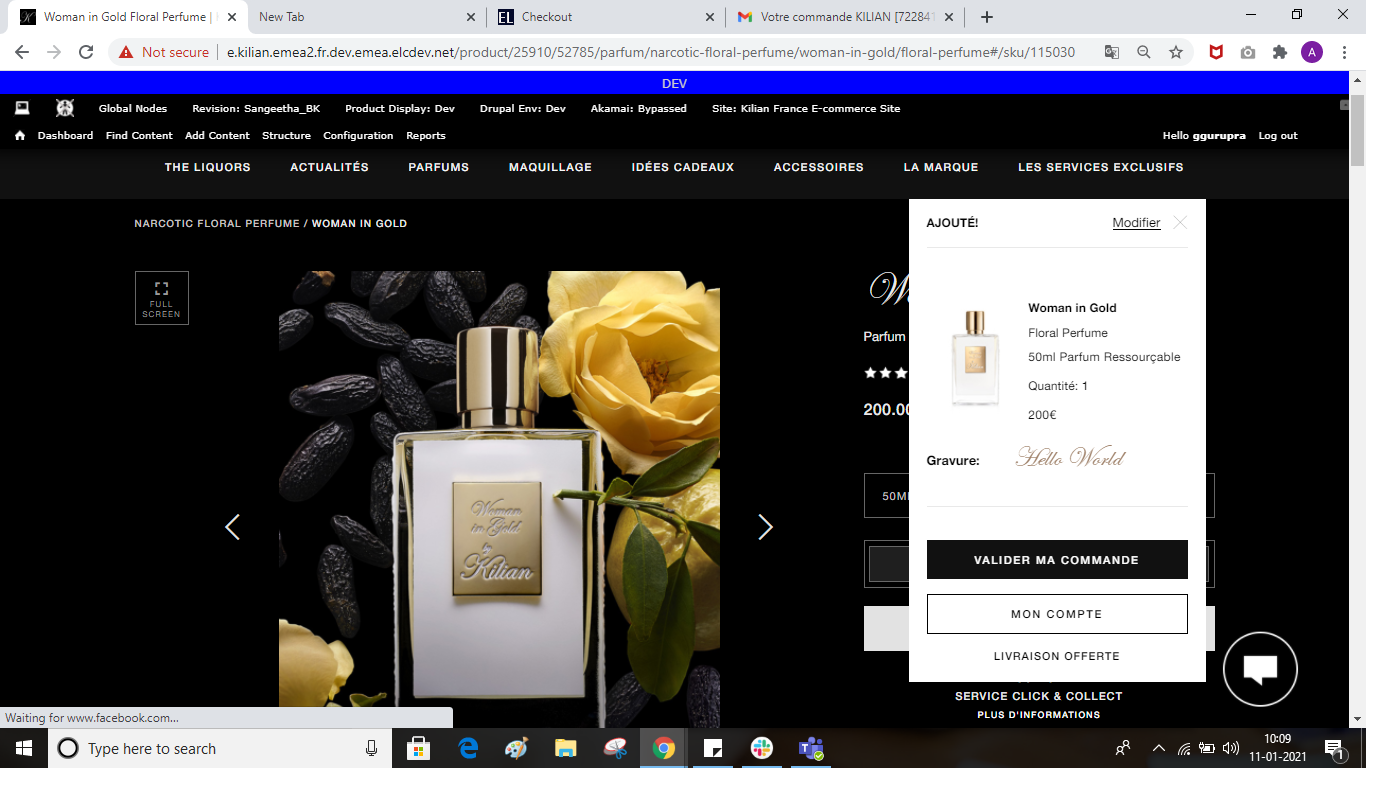 Woman in Gold Floral Perfume |
New Tab
Checkout
Votre commande KILIAN [722841
Not secure
e.kilian.emea2.fr.dev.emea.elcdev.net/product/25910/52785/parfum/narcotic-floral-perfume/woman-in-gold/floral-perfume#/sku/115030
A
DEV
Global Nodes Revision: Sangeetha_BK Product Display: Dev Drupal Env: Dev Akamai: Bypassed Site: Kilian France E-commerce Site
Dashboard Find Content Add Content Structure Configuration Reports Hello ggurupra Log out
THE LIQUORS ACTUALITÉS PARFUMS MAQUILLAGE IDÉES CADEAUX ACCESSOIRES LA MARQUE LES SERVICES EXCLUSIFS
NARCOTIC FLORAL PERFUME / WOMAN IN GOLD
FULL
SCREEN
Woman
in Gold
by
Kilian
Parfum
200.00
50Ml
AJOUTÉ!
Modifier
Woman in Gold
Floral Perfume
50ml Parfum Ressourçable
Quantité: 1
200€
Gravure: Hello World
VALIDER MA COMMANDE
MON COMPTE
LIVRAISON OFFERTE
SERVICE CLICK & COLLECT
PLUS D'INFORMATIONS
Waiting for www.facebook.com...
Type here to search
10:09
11-01-2021
1